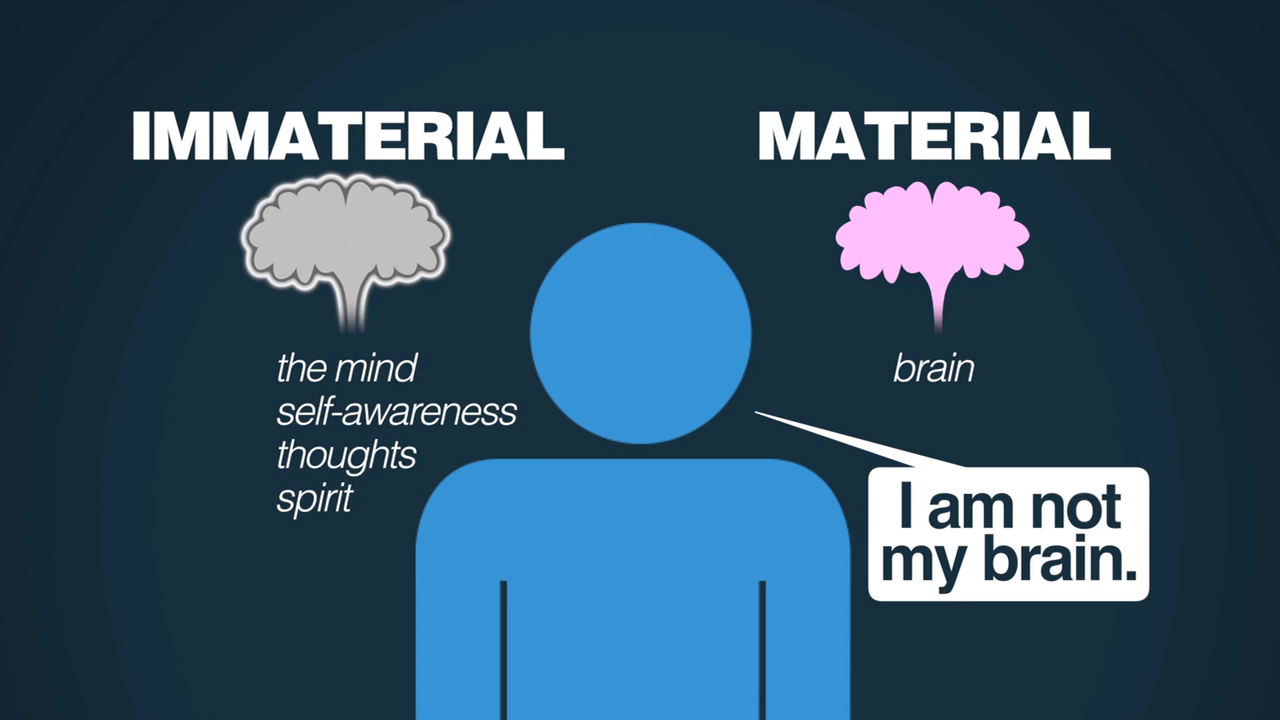 IMMATERIAL
the mind
self-awareness
thoughts
spirit
MATERIAL
brain
I am not
my brain.